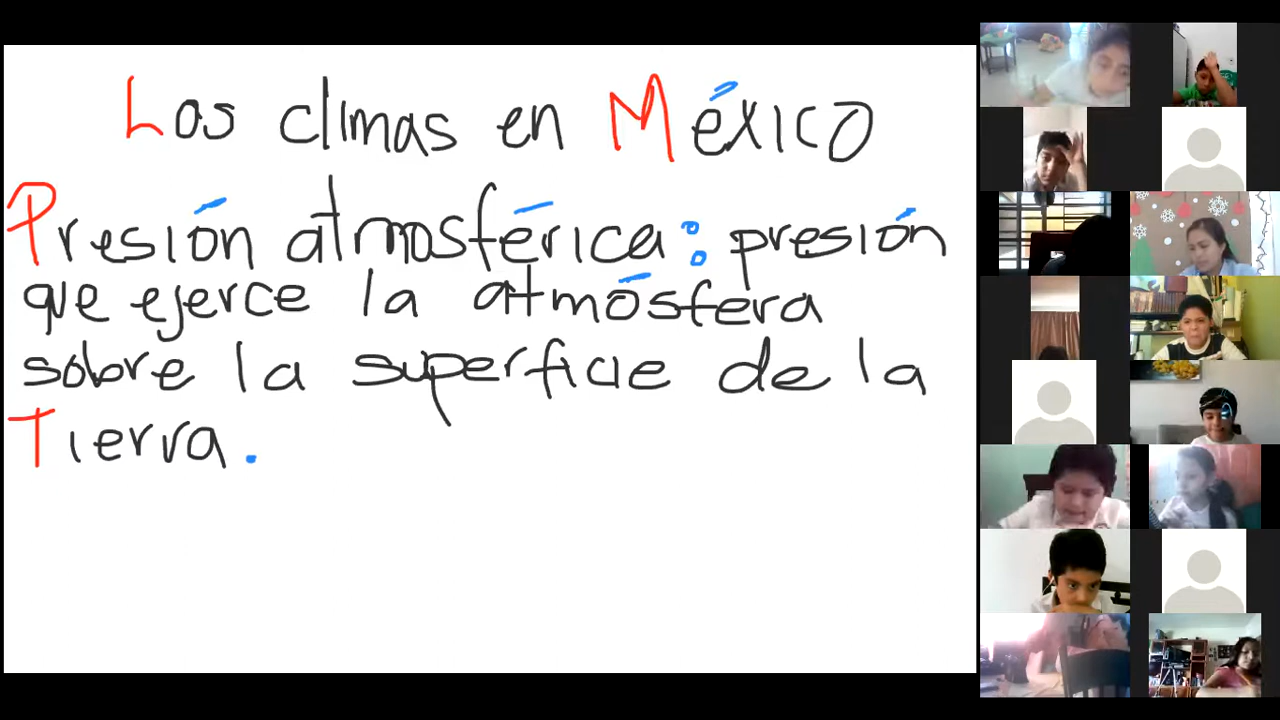 Los climas en México
Presión atmosférica: presión
que ejerce la atmósfera
sobre la superficie de la
Tierra.